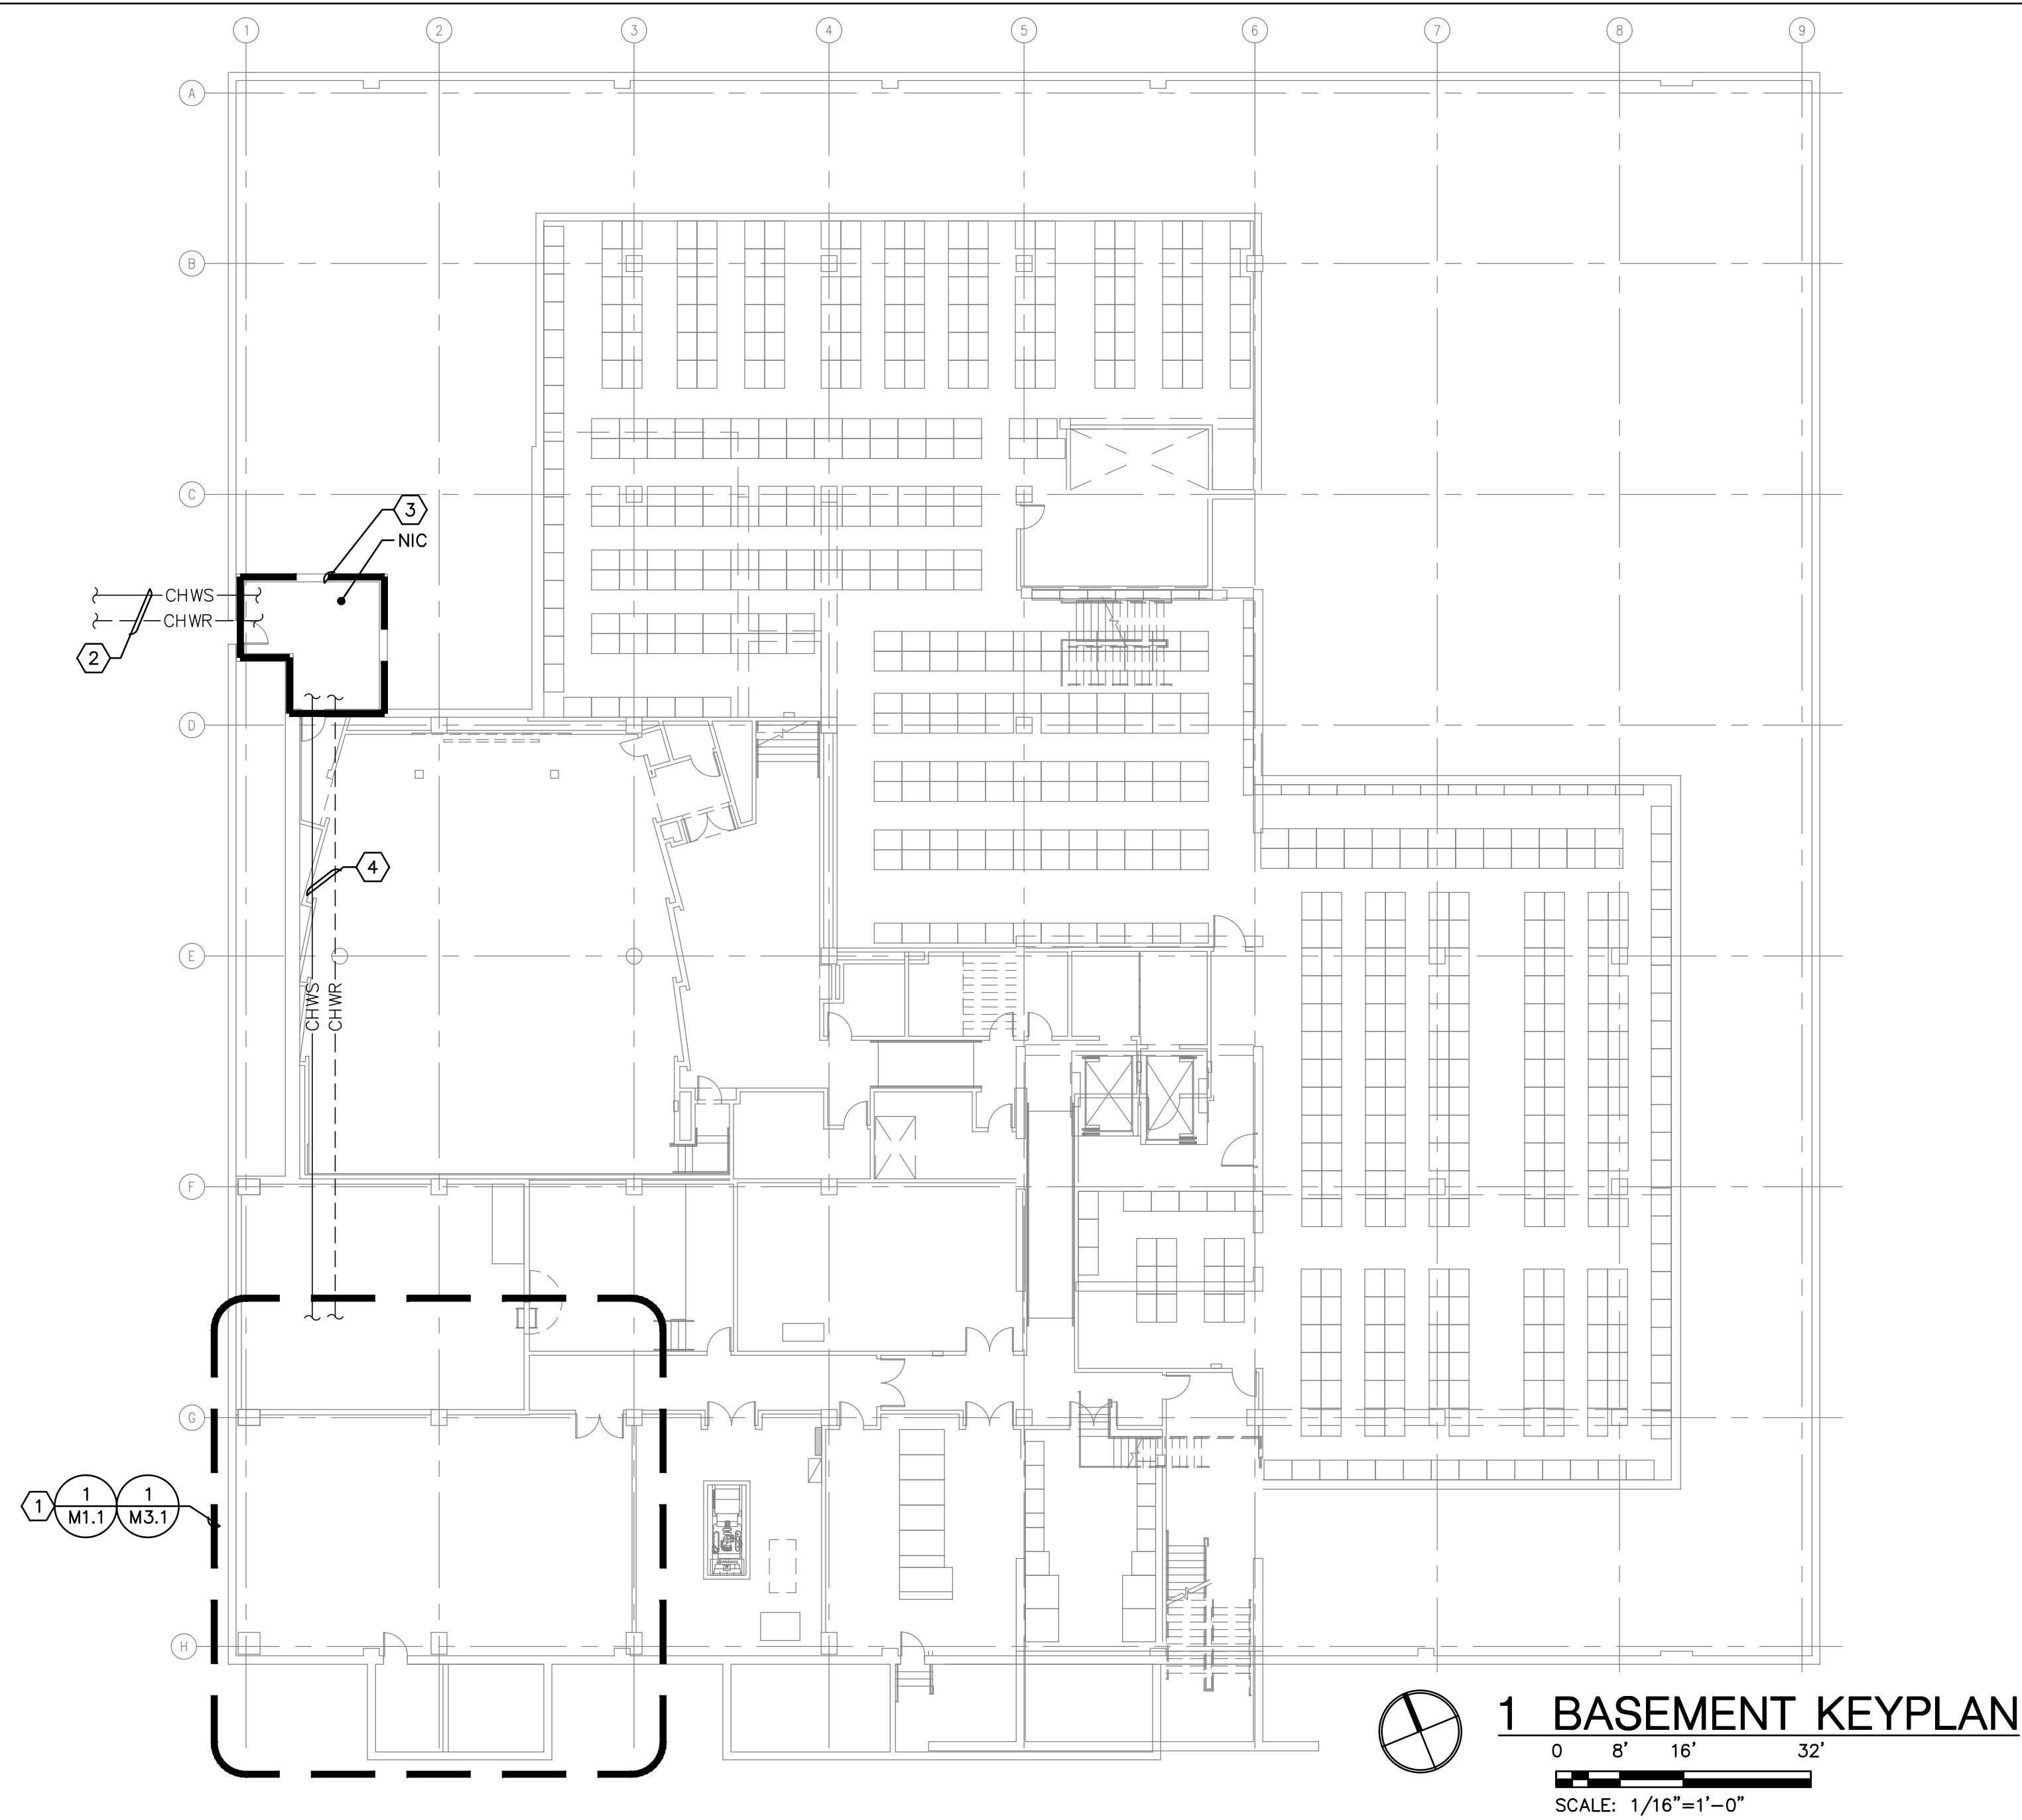 1 2 3 4 5 6 7 8 9
A
B
C
3
NIC
CHWS
CHWR
2
D
4
E
CHWS
CHWR
F
G
1 1 1
M1.1 M3.1
H
1 BASEMENT KEYPLAN
0 8' 16' 32'
SCALE: 1/16"=1'-0"